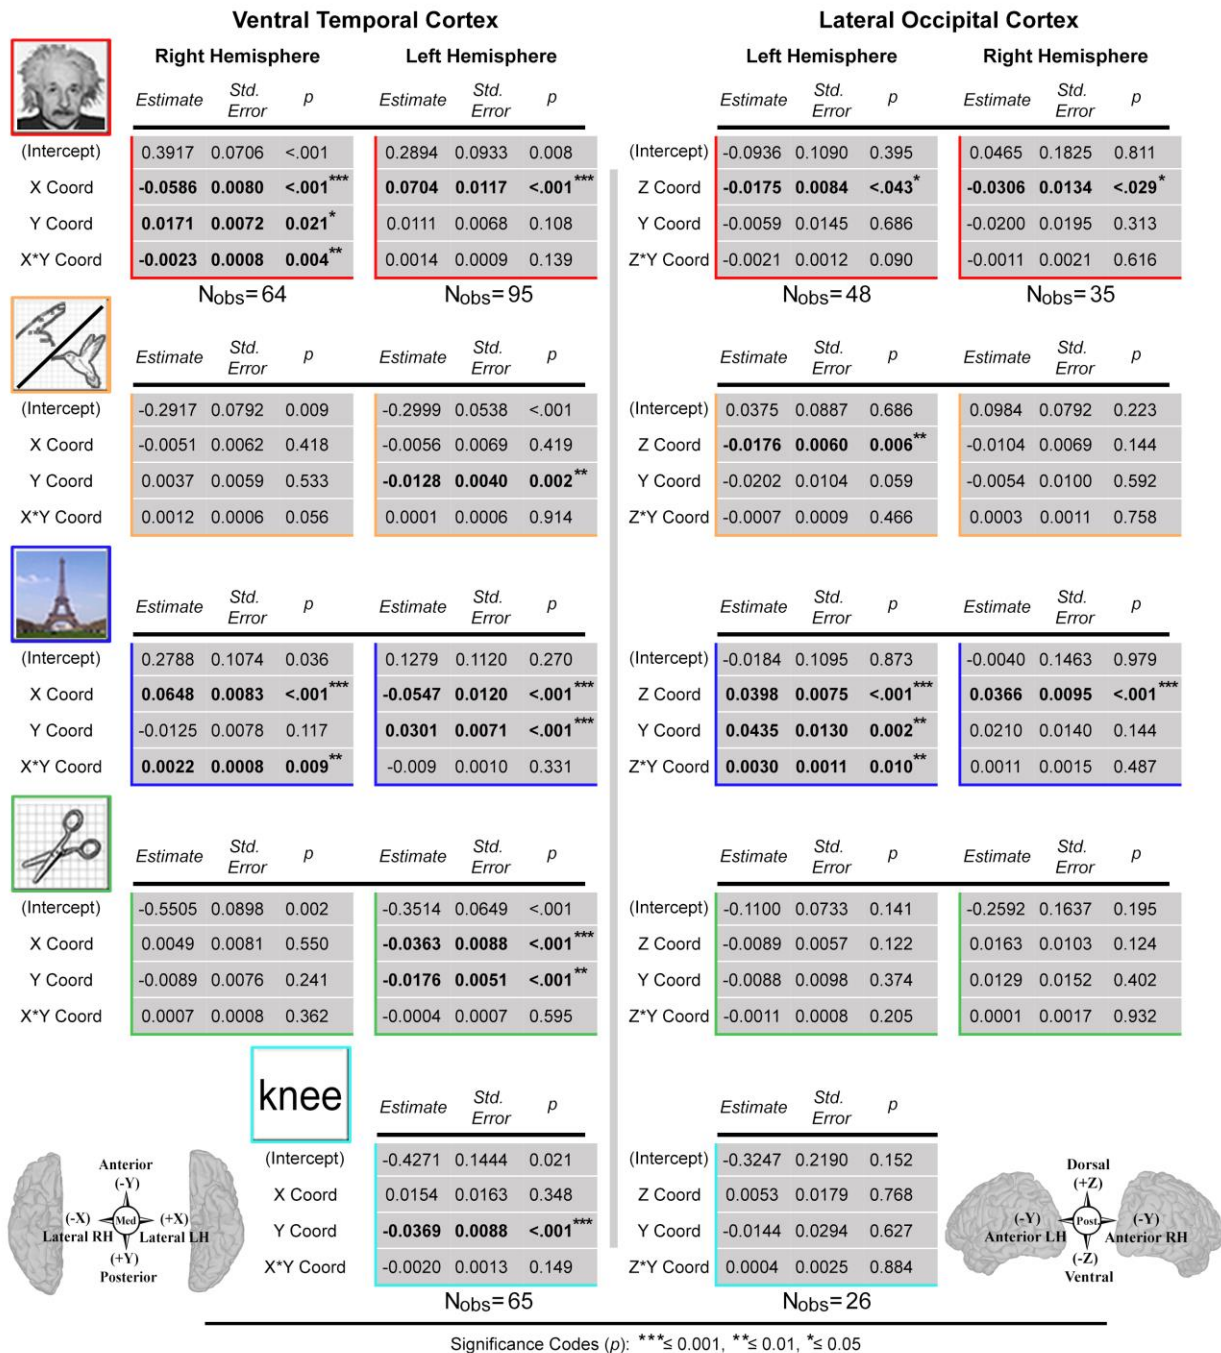 Ventral Temporal Cortex Lateral Occipital Cortex
Right Hemisphere Left Hemisphere Left Hemisphere Right Hemisphere
Estimate Std. Error p Estimate Std. Error p Estimate Std. Error p Estimate Std. Error p
(Intercept) 0.3917 0.0706 <.001 0.2894 0.0933 0.008 (Intercept) -0.0936 0.1090 0.395 0.0465 0.1825 0.811
X Coord -0.0586 0.0080 <.001*** 0.0704 0.0117 <.001*** Z Coord -0.0175 0.0084 <.043* -0.0306 0.0134 <.029*
Y Coord 0.0171 0.0072 0.021* 0.0111 0.0068 0.108 Y Coord -0.0059 0.0145 0.686 -0.0200 0.0195 0.313
X*Y Coord -0.0023 0.0008 0.004** 0.0014 0.0009 0.139 Z*Y Coord -0.0021 0.0012 0.090 -0.0011 0.0021 0.616
Nobs=64 Nobs=95 Nobs=48 Nobs=35
Estimate Std. Error p Estimate Std. Error p Estimate Std. Error p Estimate Std. Error p
(Intercept) -0.2917 0.0792 0.009 -0.2999 0.0538 <.001 (Intercept) 0.0375 0.0887 0.686 0.0984 0.0792 0.223
X Coord -0.0051 0.0062 0.418 -0.0056 0.0069 0.419 Z Coord -0.0176 0.0060 0.006** -0.0104 0.0069 0.144
Y Coord 0.0037 0.0059 0.533 -0.0128 0.0040 0.002** Y Coord -0.0202 0.0104 0.059 -0.0054 0.0100 0.592
X*Y Coord 0.0012 0.0006 0.056 0.0001 0.0006 0.914 Z*Y Coord -0.0007 0.0009 0.466 0.0003 0.0011 0.758
Estimate Std. Error p Estimate Std. Error p Estimate Std. Error p Estimate Std. Error p
(Intercept) 0.2788 0.1074 0.036 0.1279 0.1120 0.270 (Intercept) -0.0184 0.1095 0.873 -0.0040 0.1463 0.979
X Coord 0.0648 0.0083 <.001*** -0.0547 0.0120 <.001*** Z Coord 0.0398 0.0075 <.001*** 0.0366 0.0095 <.001***
Y Coord -0.0125 0.0078 0.117 0.0301 0.0071 <.001*** Y Coord 0.0435 0.0130 0.002** 0.0210 0.0140 0.144
X*Y Coord 0.0022 0.0008 0.009** -0.009 0.0010 0.331 Z*Y Coord 0.0030 0.0011 0.010** 0.0011 0.0015 0.487
Estimate Std. Error p Estimate Std. Error p Estimate Std. Error p Estimate Std. Error p
(Intercept) -0.5505 0.0898 0.002 -0.3514 0.0649 <.001 (Intercept) -0.1100 0.0733 0.141 -0.2592 0.1637 0.195
X Coord 0.0049 0.0081 0.550 -0.0363 0.0088 <.001*** Z Coord -0.0089 0.0057 0.122 0.0163 0.0103 0.124
Y Coord -0.0089 0.0076 0.241 -0.0176 0.0051 <.001** Y Coord -0.0088 0.0098 0.374 0.0129 0.0152 0.402
X*Y Coord 0.0007 0.0008 0.362 -0.0004 0.0007 0.595 Z*Y Coord -0.0011 0.0008 0.205 0.0001 0.0017 0.932
knee
Estimate Std. Error p Estimate Std. Error p
(Intercept) -0.4271 0.1444 0.021 (Intercept) -0.3247 0.2190 0.152
X Coord 0.0154 0.0163 0.348 Z Coord 0.0053 0.0179 0.768
Y Coord -0.0369 0.0088 <.001*** Y Coord -0.0144 0.0294 0.627
X*Y Coord -0.0020 0.0013 0.149 Z*Y Coord 0.0004 0.0025 0.884
Nobs=65 Nobs=26
Anterior
(-Y)
(-X) Med (+X)
Lateral RH Lateral LH
(+Y)
Posterior
Dorsal
(+Z)
(-Y) Post. (-Y)
Anterior LH Anterior RH
(-Z)
Ventral
Significance Codes (p): ***≤ 0.001, **≤ 0.01, *≤ 0.05